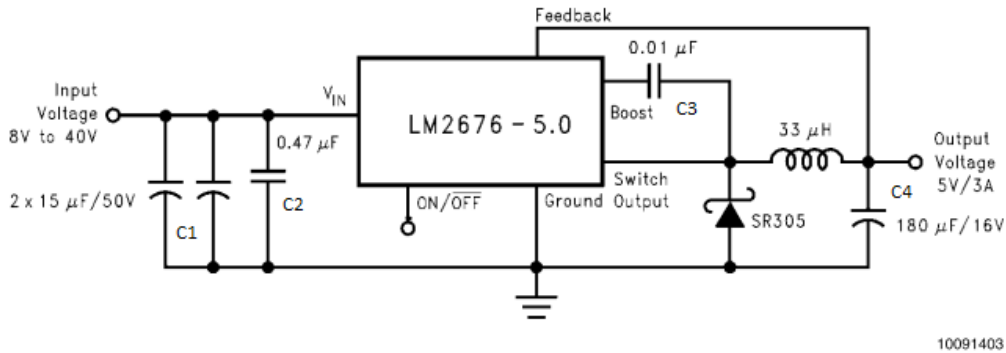 Feedback
0.01 μF
Input
Voltage
8V to 40V
V_IN
LM2676 - 5.0
Boost
C3
33 μH
Output
Voltage
5V/3A
0.47 μF
2 x 15 μF/50V
C1
C2
ON/OFF
Ground
Switch
Output
SR305
C4
180 μF/16V
10091403